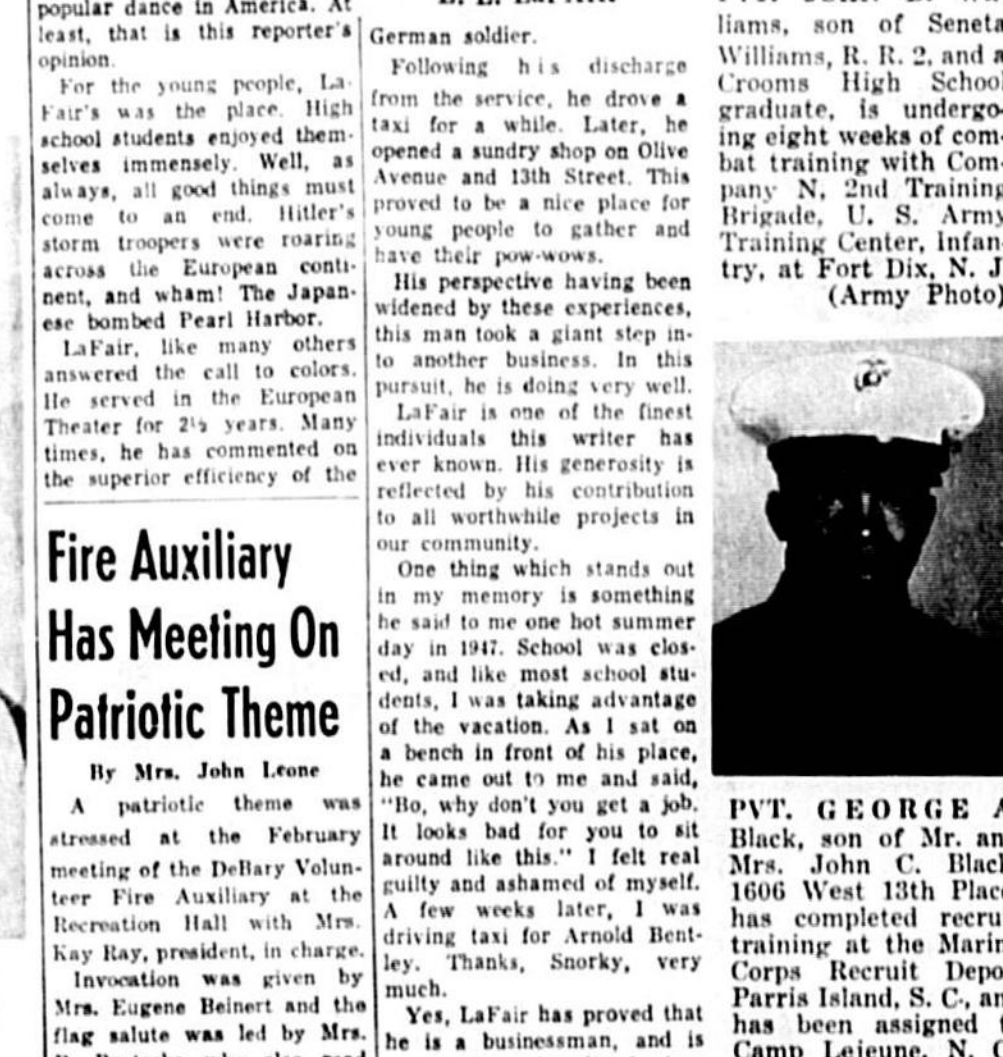 popular dance in America. At
least, that is this reporter's
opinion.
For the young people, La-
Fair's was the place. High
school students enjoyed them-
selves immensely. Well, as
always, all good things must
come to an end. Hitler's
storm troopers were roaring
across the European conti-
nent, and wham! The Japan-
ese bombed Pearl Harbor.
LaFair, like many others
answered the call to colors.
He served in the European
Theater for 2½ years. Many
times, he has commented on
the superior efficiency of the
Fire Auxiliary
Has Meeting On
Patriotic Theme
By Mrs. John Leone
A patriotic theme was
stressed at the February
meeting of the DeBary Volun-
teer Fire Auxiliary at the
Recreation Hall with Mrs.
Kay Ray, president, in charge.
Invocation was given by
Mrs. Eugene Beinert and the
flag salute was led by Mrs.
German soldier.
Following his discharge
from the service, he drove a
taxi for a while. Later, he
opened a sundry shop on Olive
Avenue and 13th Street. This
proved to be a nice place for
young people to gather and
have their pow-wows.
His perspective having been
widened by these experiences,
this man took a giant step in-
to another business. In this
pursuit, he is doing very well.
LaFair is one of the finest
individuals this writer has
ever known. His generosity is
reflected by his contribution
to all worthwhile projects in
our community.
One thing which stands out
in my memory is something
he said to me one hot summer
day in 1947. School was clos-
ed, and like most school stu-
dents, I was taking advantage
of the vacation. As I sat on
a bench in front of his place,
he came out to me and said,
"Bo, why don't you get a job.
It looks bad for you to sit
around like this." I felt real
guilty and ashamed of myself.
A few weeks later, I was
driving taxi for Arnold Bent-
ley. Thanks, Snorky, very
much.
Yes, LaFair has proved that
he is a businessman, and is
liams, son of Seneta
Williams, R. R. 2, and a
Crooms High School
graduate, is undergo-
ing eight weeks of com-
bat training with Com-
pany N, 2nd Training
Brigade, U. S. Army
Training Center, Infan-
try, at Fort Dix, N. J.
(Army Photo)
PVT. GEORGE A
Black, son of Mr. an
Mrs. John C. Black
1606 West 13th Place
has completed recru
training at the Marin
Corps Recruit Depo
Parris Island, S. C., an
has been assigned t
Camp Lejeune, N. C